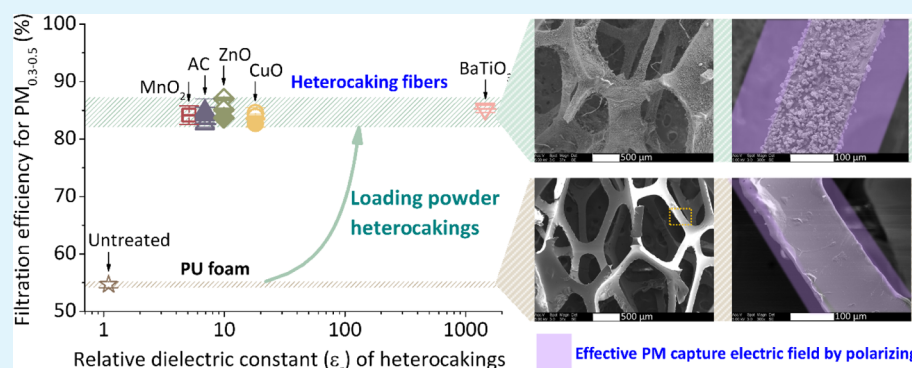 Filtration efficiency for PM0.3-0.5 (%)
100
90
80
70
60
50
MnO2
AC
ZnO
CuO
Heterocaking fibers
BaTiO3
Loading powder
heterocakings
Untreated
PU foam
1
10
100
1000
Relative dielectric constant (εr) of heterocakings
500 μm
100 μm
500 μm
100 μm
Effective PM capture electric field by polarizing